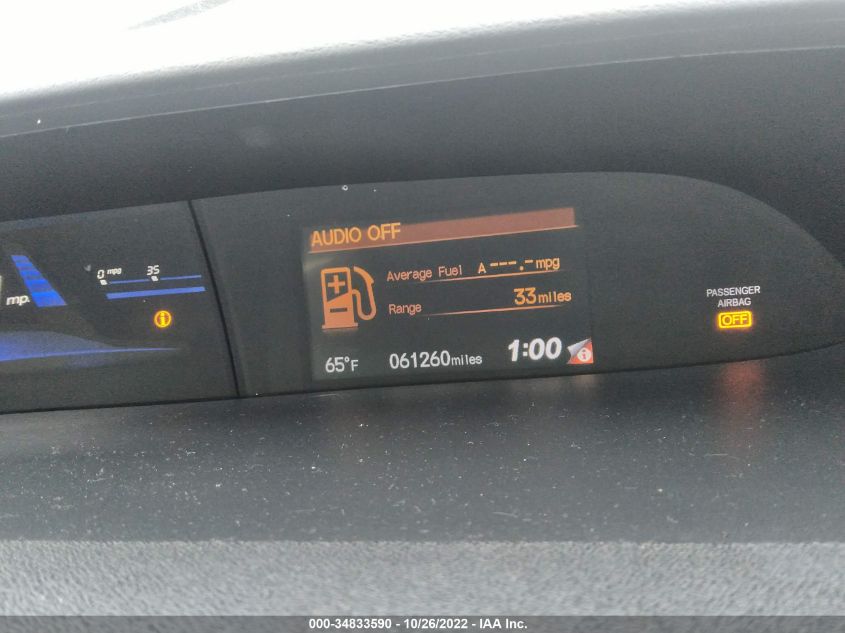 AUDIO OFF
0 mpg 35
Average Fuel A ---.- mpg
mp.
Range 33 miles
PASSENGER
AIRBAG
OFF
65°F 061260 miles 1:00
000-34833590 - 10/26/2022 - IAA Inc.